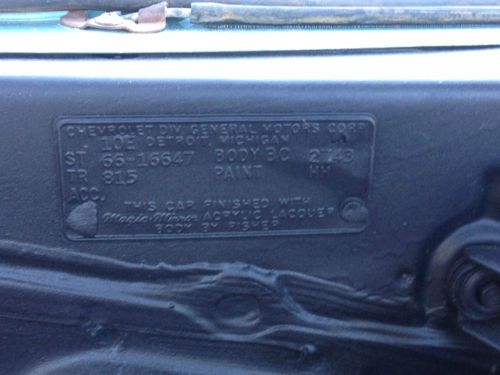 CHEVROLET DIV. GENERAL MOTORS CORP.
10E DETROIT, MICHIGAN
ST 66-16647 BODY BC 2143
TR 815 PAINT HH
ACC.
THIS CAR FINISHED WITH
Magic-Mirror ACRYLIC LACQUER
BODY BY FISHER